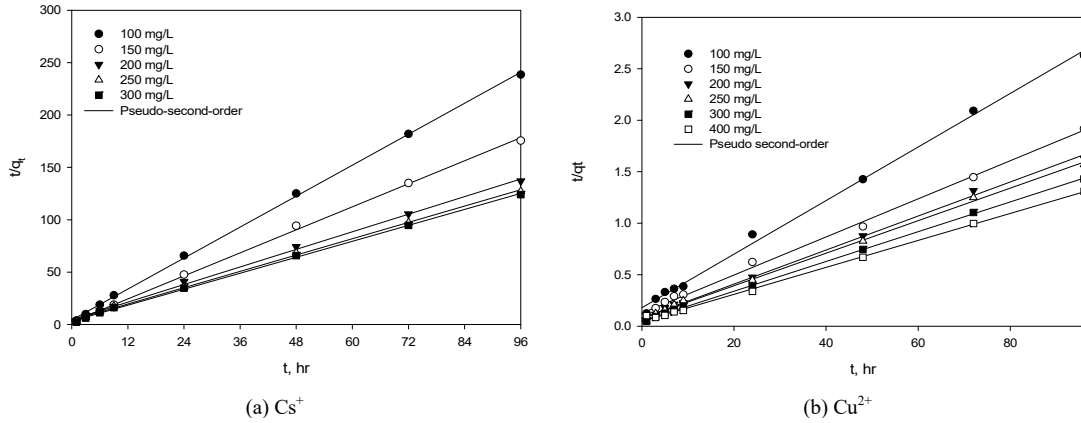 300
250
200
150
100
50
0
t/qₜ
100 mg/L
150 mg/L
200 mg/L
250 mg/L
300 mg/L
Pseudo-second-order
0 12 24 36 48 60 72 84 96
t, hr
(a) Cs⁺
3.0
2.5
2.0
1.5
1.0
0.5
0.0
t/qt
100 mg/L
150 mg/L
200 mg/L
250 mg/L
300 mg/L
400 mg/L
Pseudo second-order
0 20 40 60 80
t, hr
(b) Cu²⁺